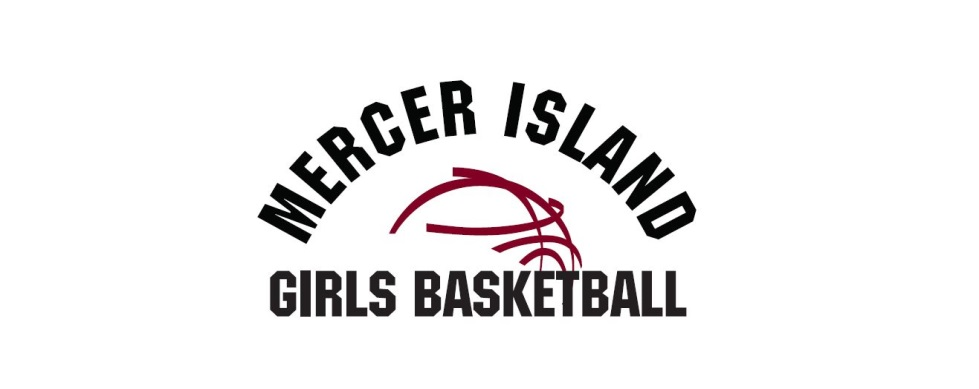 MERCER ISLAND
GIRLS BASKETBALL